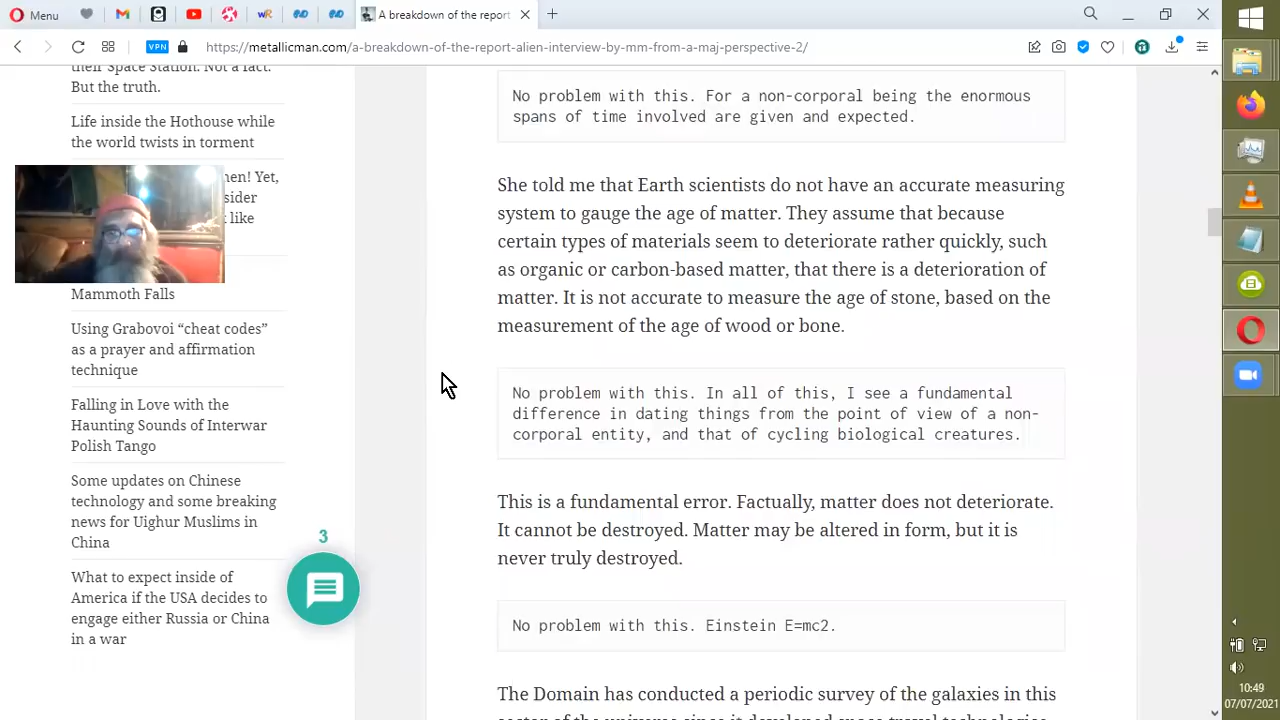 Menu
A breakdown of the report
VPN
https://metallicman.com/a-breakdown-of-the-report-alien-interview-by-mm-from-a-maj-perspective-2/
their Space Station. Not a fact.
But the truth.
Life inside the Hothouse while
the world twists in torment
men! Yet,
sider
like
Mammoth Falls
Using Grabovoi “cheat codes”
as a prayer and affirmation
technique
Falling in Love with the
Haunting Sounds of Interwar
Polish Tango
Some updates on Chinese
technology and some breaking
news for Uighur Muslims in
China
What to expect inside of
America if the USA decides to
engage either Russia or China
in a war
3
No problem with this. For a non-corporal being the enormous
spans of time involved are given and expected.
She told me that Earth scientists do not have an accurate measuring
system to gauge the age of matter. They assume that because
certain types of materials seem to deteriorate rather quickly, such
as organic or carbon-based matter, that there is a deterioration of
matter. It is not accurate to measure the age of stone, based on the
measurement of the age of wood or bone.
No problem with this. In all of this, I see a fundamental
difference in dating things from the point of view of a non-
corporal entity, and that of cycling biological creatures.
This is a fundamental error. Factually, matter does not deteriorate.
It cannot be destroyed. Matter may be altered in form, but it is
never truly destroyed.
No problem with this. Einstein E=mc2.
The Domain has conducted a periodic survey of the galaxies in this
sector of the universe since it developed space travel technologies
10:49
07/07/2021